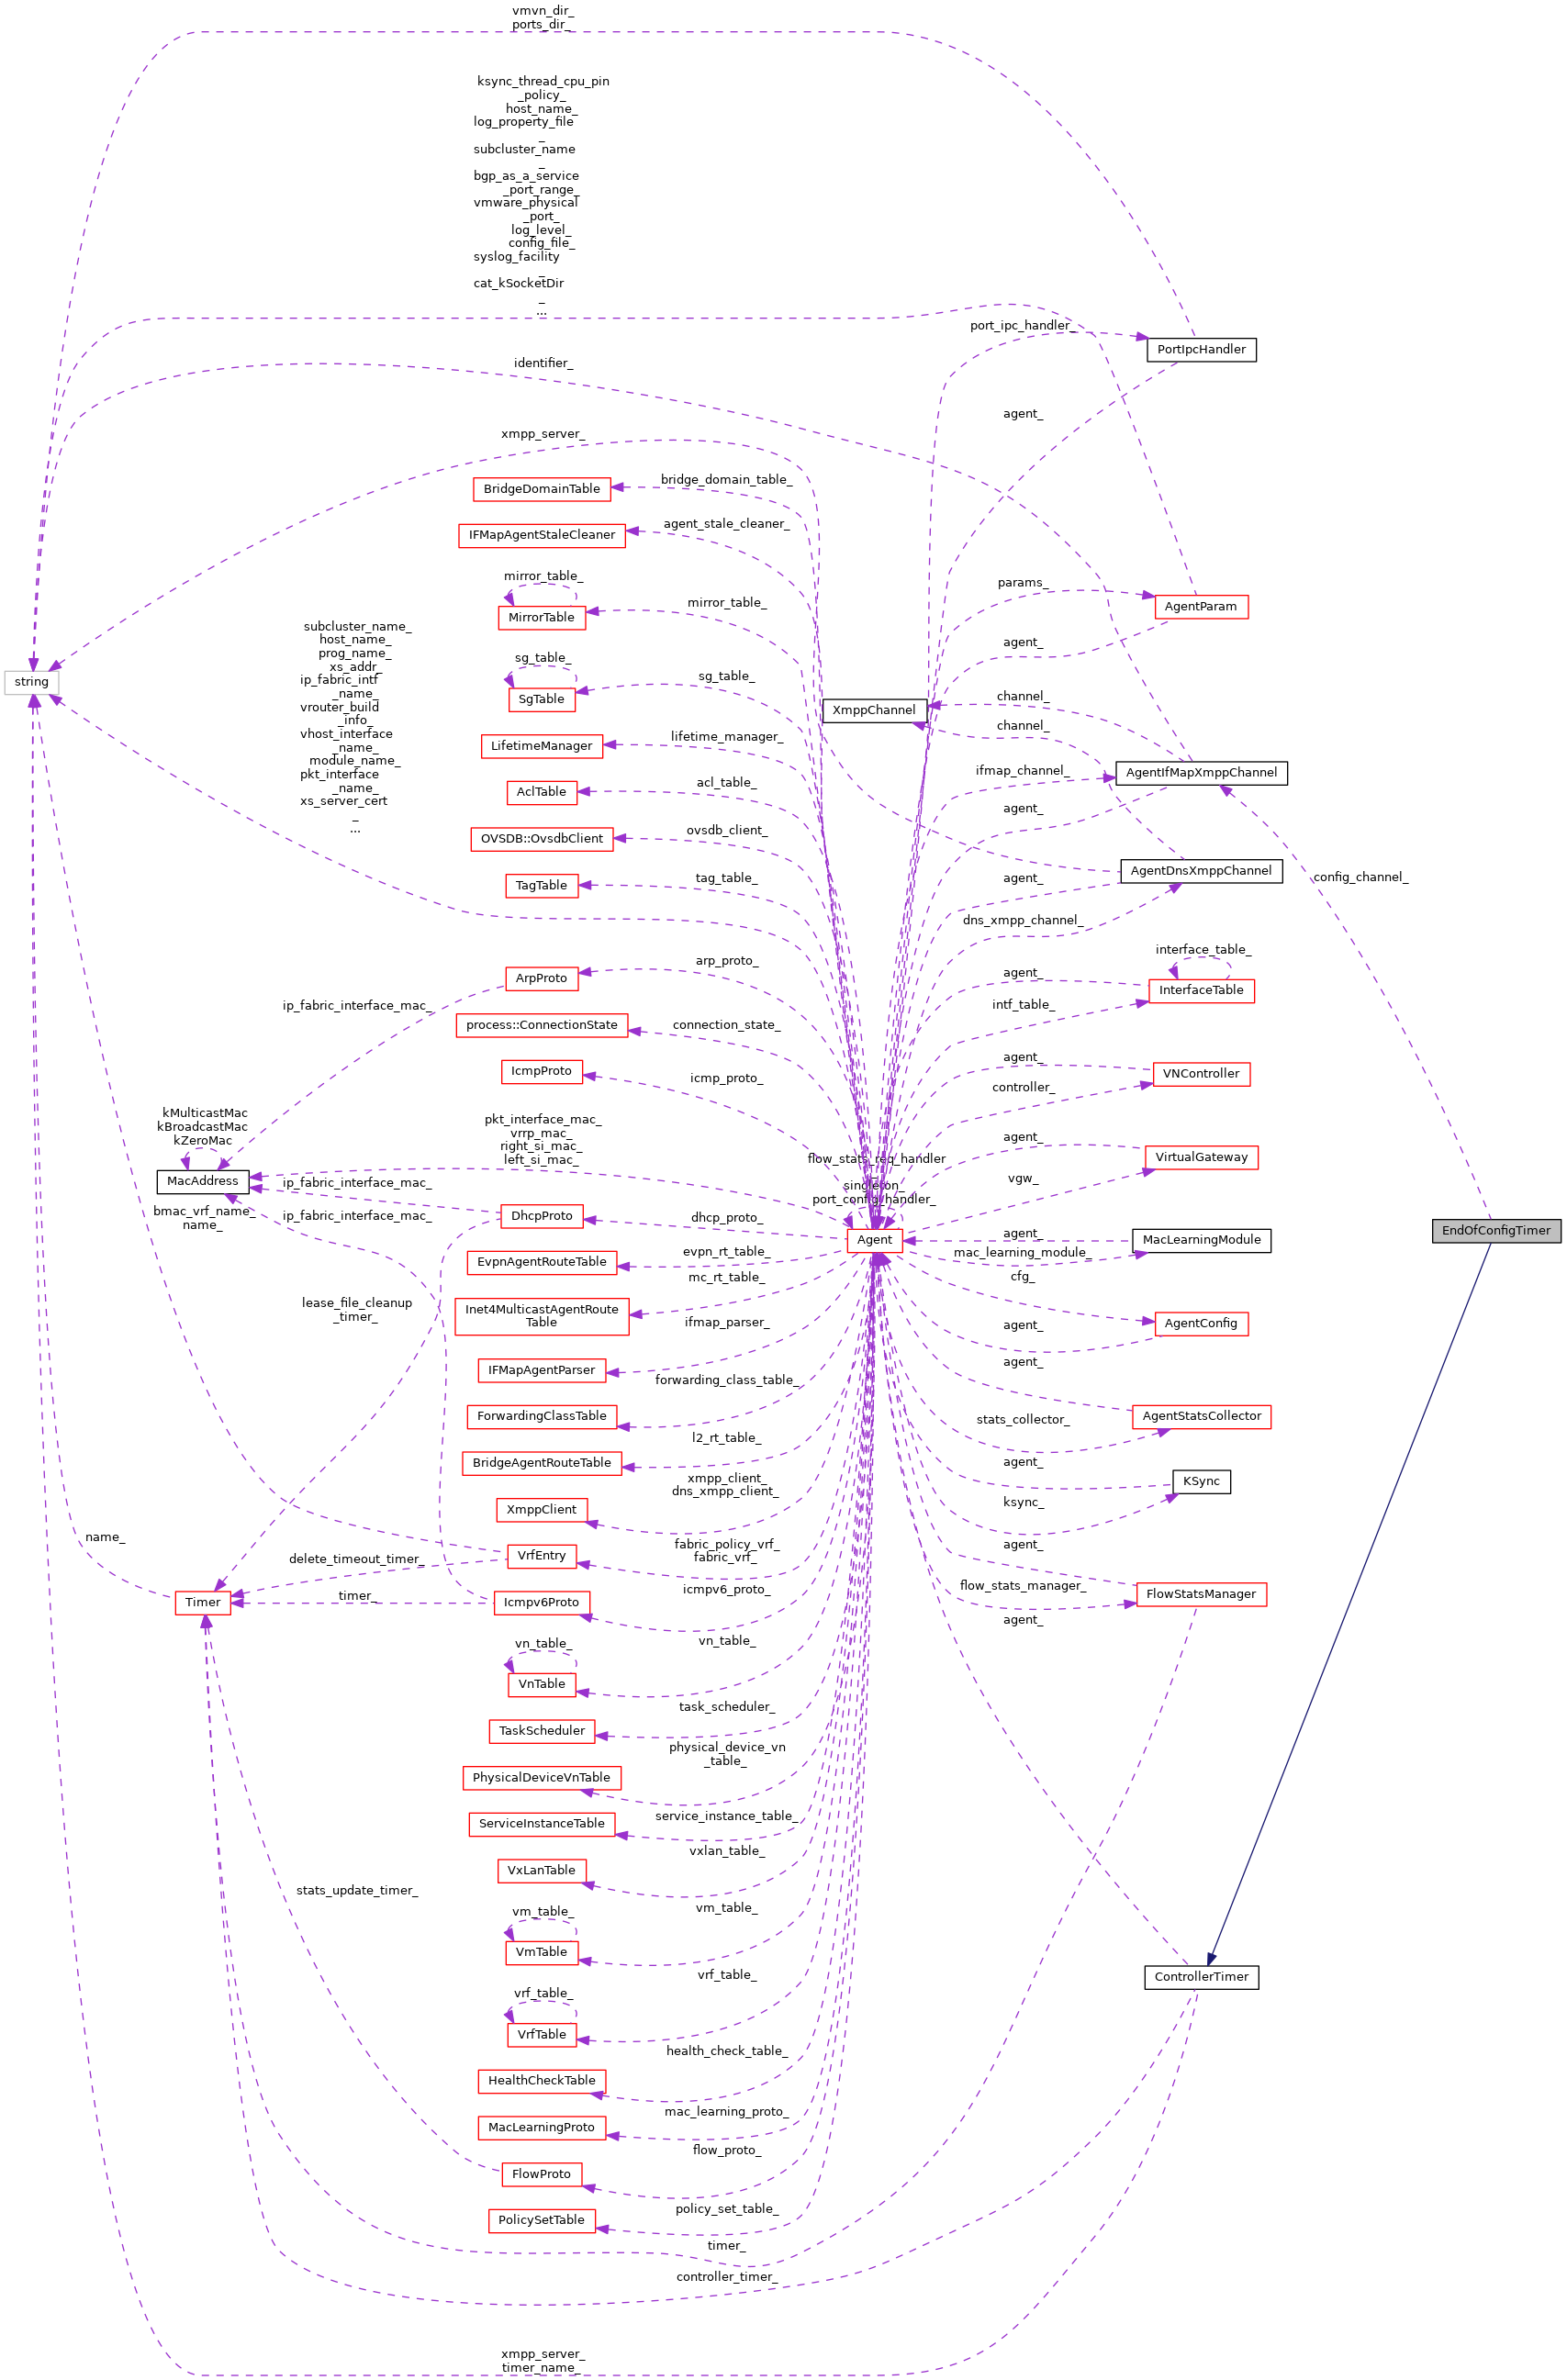 vmvn_dir_
ports_dir_
ksync_thread_cpu_pin
_policy_
host_name_
log_property_file
_
subcluster_name
_
bgp_as_a_service
_port_range_
vmware_physical
_port_
log_level_
config_file_
syslog_facility
_
cat_kSocketDir
_
...
port_ipc_handler_
PortIpcHandler
identifier_
agent_
xmpp_server_
bridge_domain_table_
BridgeDomainTable
agent_stale_cleaner_
IFMapAgentStaleCleaner
mirror_table_
mirror_table_
MirrorTable
params_
AgentParam
agent_
subcluster_name_
host_name_
prog_name_
xs_addr_
ip_fabric_intf
_name_
vrouter_build
_info_
vhost_interface
_name_
module_name_
pkt_interface
_name_
xs_server_cert
_
...
string
sg_table_
sg_table_
SgTable
channel_
XmppChannel
channel_
lifetime_manager_
LifetimeManager
ifmap_channel_
AgentIfMapXmppChannel
acl_table_
AclTable
agent_
ovsdb_client_
OVSDB::OvsdbClient
AgentDnsXmppChannel
config_channel_
tag_table_
TagTable
agent_
dns_xmpp_channel_
interface_table_
arp_proto_
ArpProto
agent_
InterfaceTable
ip_fabric_interface_mac_
intf_table_
connection_state_
process::ConnectionState
agent_
VNController
icmp_proto_
IcmpProto
controller_
kMulticastMac
kBroadcastMac
kZeroMac
MacAddress
pkt_interface_mac_
vrrp_mac_
right_si_mac_
left_si_mac_
agent_
VirtualGateway
flow_stats_req_handler
_
singleton_
port_config_handler_
vgw_
ip_fabric_interface_mac_
bmac_vrf_name_
name_
ip_fabric_interface_mac_
DhcpProto
dhcp_proto_
Agent
agent_
MacLearningModule
mac_learning_module_
EndOfConfigTimer
evpn_rt_table_
EvpnAgentRouteTable
mc_rt_table_
cfg_
lease_file_cleanup
_timer_
Inet4MulticastAgentRoute
Table
ifmap_parser_
agent_
AgentConfig
IFMapAgentParser
agent_
forwarding_class_table_
ForwardingClassTable
stats_collector_
AgentStatsCollector
l2_rt_table_
BridgeAgentRouteTable
agent_
KSync
xmpp_client_
dns_xmpp_client_
XmppClient
ksync_
name_
fabric_policy_vrf_
fabric_vrf_
VrfEntry
delete_timeout_timer_
agent_
icmpv6_proto_
flow_stats_manager_
FlowStatsManager
Timer
timer_
Icmpv6Proto
agent_
vn_table_
vn_table_
VnTable
task_scheduler_
TaskScheduler
physical_device_vn
_table_
PhysicalDeviceVnTable
service_instance_table_
ServiceInstanceTable
vxlan_table_
VxLanTable
stats_update_timer_
vm_table_
vm_table_
VmTable
vrf_table_
ControllerTimer
vrf_table_
VrfTable
health_check_table_
HealthCheckTable
mac_learning_proto_
MacLearningProto
flow_proto_
FlowProto
policy_set_table_
PolicySetTable
timer_
controller_timer_
xmpp_server_
timer_name_